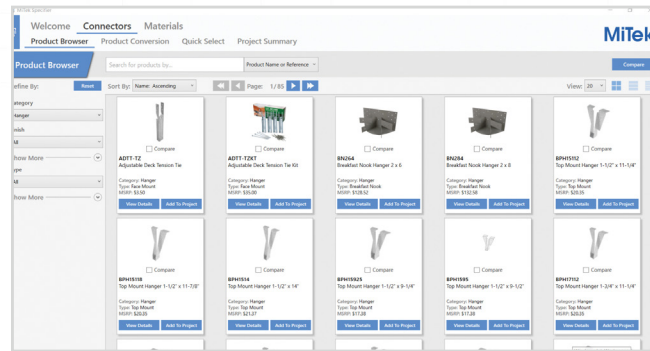 Welcome Connectors Materials
Product Browser Product Conversion Quick Select Project Summary
MiTek
Product Browser
Search for products by...
Product Name or Reference
Compare
efine By:
Reset
Sort By: Name: Ascending
Page: 1/85
View: 20
ategory
Hanger
nish
All
how More
ype
All
how More
Compare
ADTT-TZ
Adjustable Deck Tension Tie
Category: Hanger
Type: Face Mount
MSRP: $3.50
View Details Add To Project
Compare
ADTT-TZKT
Adjustable Deck Tension Tie Kit
Category: Hanger
Type: Face Mount
MSRP: $35.00
View Details Add To Project
Compare
BN264
Breakfast Nook Hanger 2 x 6
Category: Hanger
Type: Breakfast Nook
MSRP: $128.52
View Details Add To Project
Compare
BN284
Breakfast Nook Hanger 2 x 8
Category: Hanger
Type: Breakfast Nook
MSRP: $132.58
View Details Add To Project
Compare
BPH15112
Top Mount Hanger 1-1/2" x 11-1/4"
Category: Hanger
Type: Top Mount
MSRP: $20.35
View Details Add To Project
Compare
BPH15118
Top Mount Hanger 1-1/2" x 11-7/8"
Category: Hanger
Type: Top Mount
MSRP: $20.35
View Details Add To Project
Compare
BPH1514
Top Mount Hanger 1-1/2" x 14"
Category: Hanger
Type: Top Mount
MSRP: $21.37
View Details Add To Project
Compare
BPH15925
Top Mount Hanger 1-1/2" x 9-1/4"
Category: Hanger
Type: Top Mount
MSRP: $17.28
View Details Add To Project
Compare
BPH1595
Top Mount Hanger 1-1/2" x 9-1/2"
Category: Hanger
Type: Top Mount
MSRP: $17.28
View Details Add To Project
Compare
BPH17112
Top Mount Hanger 1-3/4" x 11-1/4"
Category: Hanger
Type: Top Mount
MSRP: $20.35
View Details Add To Project